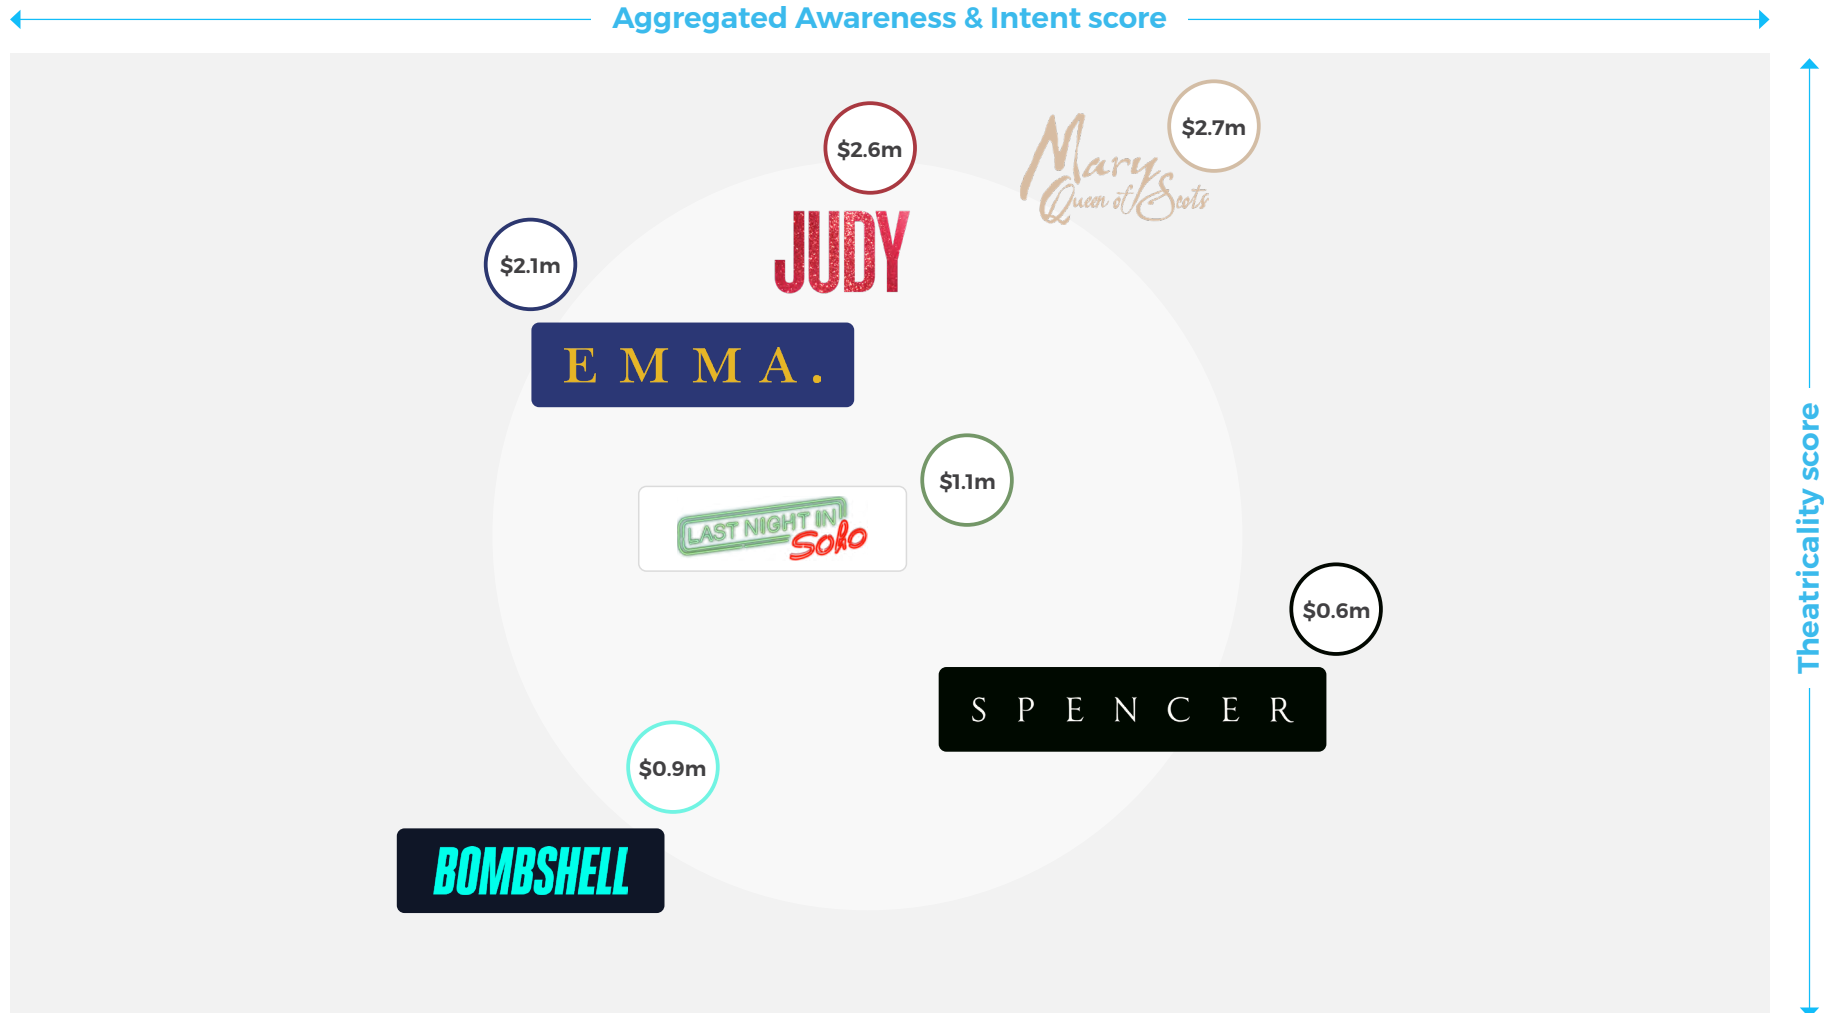 Aggregated Awareness & Intent score
$2.7m
Mary
Queen of Scots
$2.6m
JUDY
$2.1m
EMMA.
$1.1m
LAST NIGHT IN
Soho
$0.6m
SPENCER
$0.9m
BOMBSHELL
Theatricality score